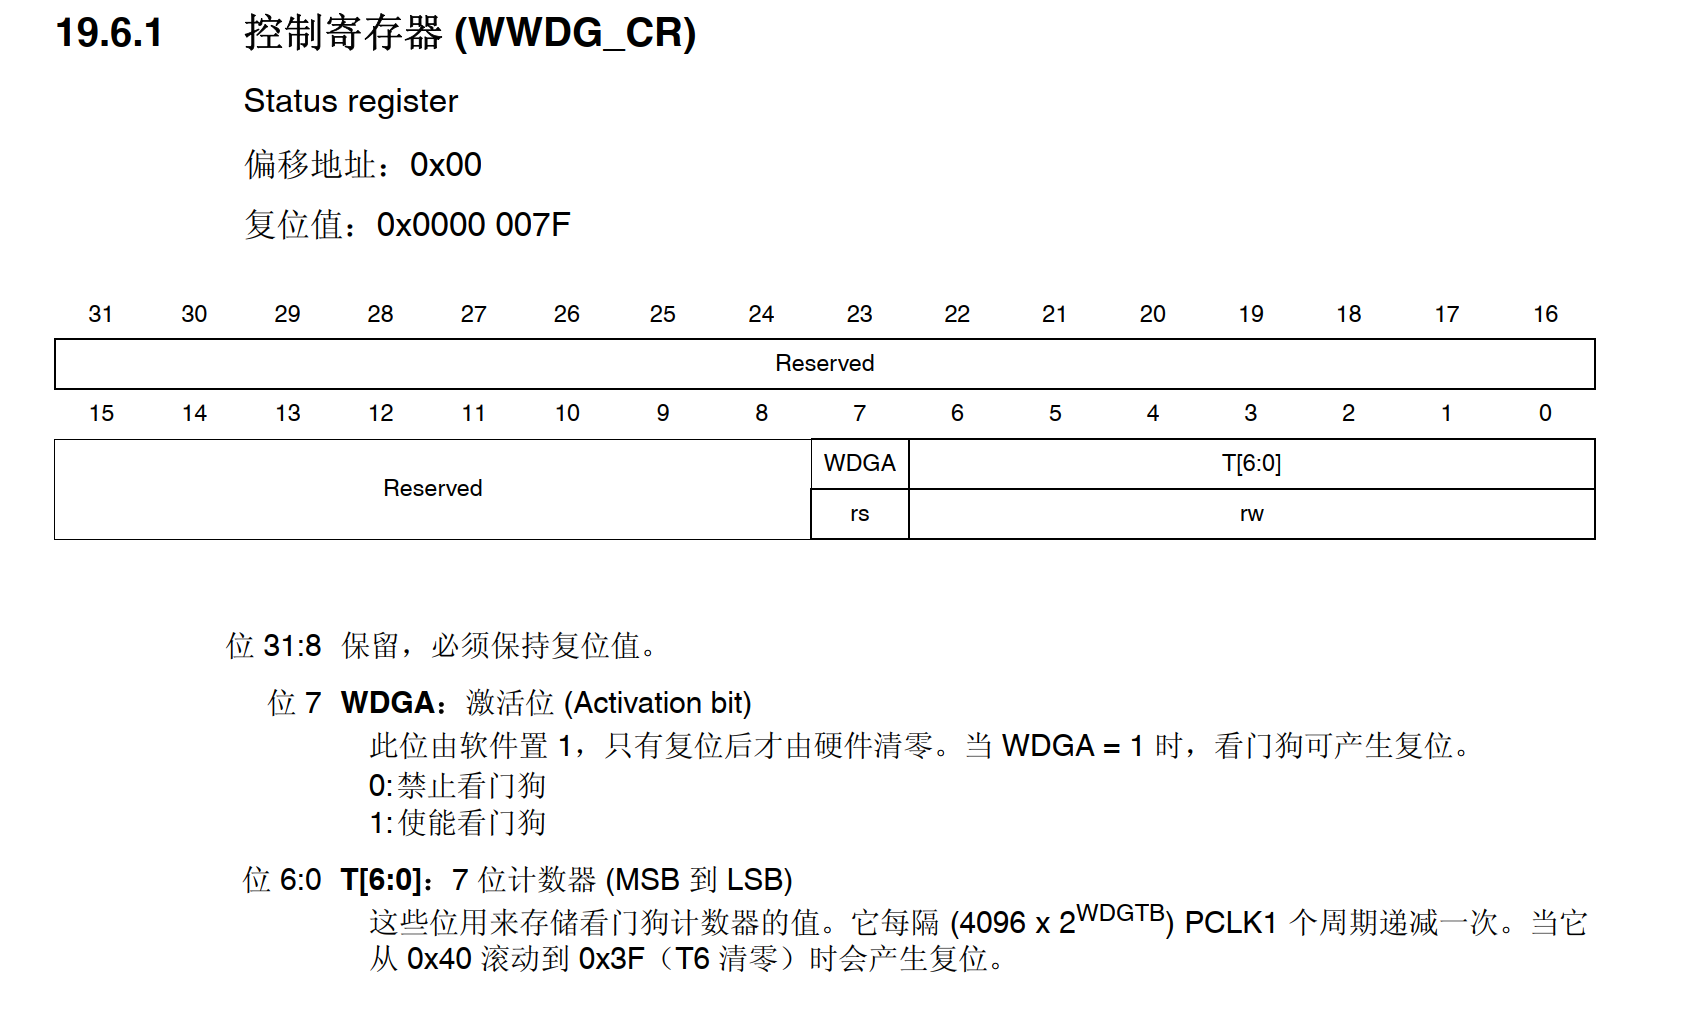 19.6.1 控制寄存器 (WWDG_CR)
Status register
偏移地址：0x00
复位值：0x0000 007F
31 30 29 28 27 26 25 24 23 22 21 20 19 18 17 16
Reserved
15 14 13 12 11 10 9 8 7 6 5 4 3 2 1 0
Reserved WDGA T[6:0]
rs rw
位 31:8 保留，必须保持复位值。
位 7 WDGA：激活位 (Activation bit)
此位由软件置 1，只有复位后才由硬件清零。当 WDGA = 1 时，看门狗可产生复位。
0:禁止看门狗
1:使能看门狗
位 6:0 T[6:0]：7 位计数器 (MSB 到 LSB)
这些位用来存储看门狗计数器的值。它每隔 (4096 x 2^WDGTB) PCLK1 个周期递减一次。当它
从 0x40 滚动到 0x3F（T6 清零）时会产生复位。